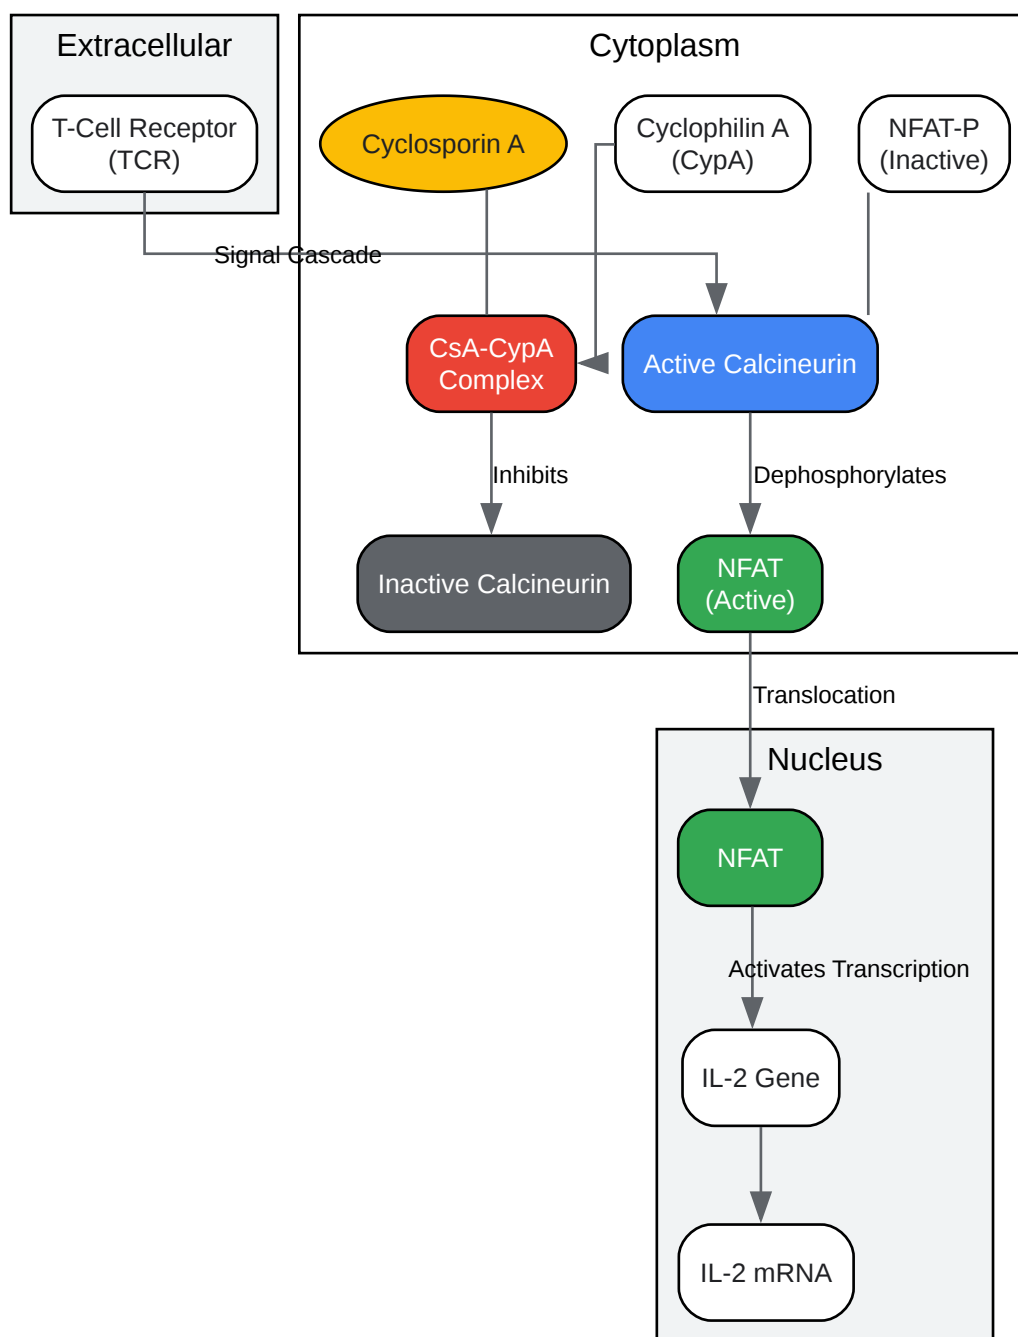 Extracellular
Cytoplasm
T-Cell Receptor
(TCR)
Cyclosporin A
Cyclophilin A
(CypA)
NFAT-P
(Inactive)
Signal Cascade
CsA-CypA
Complex
Active Calcineurin
Inhibits
Dephosphorylates
Inactive Calcineurin
NFAT
(Active)
Translocation
Nucleus
NFAT
Activates Transcription
IL-2 Gene
IL-2 mRNA